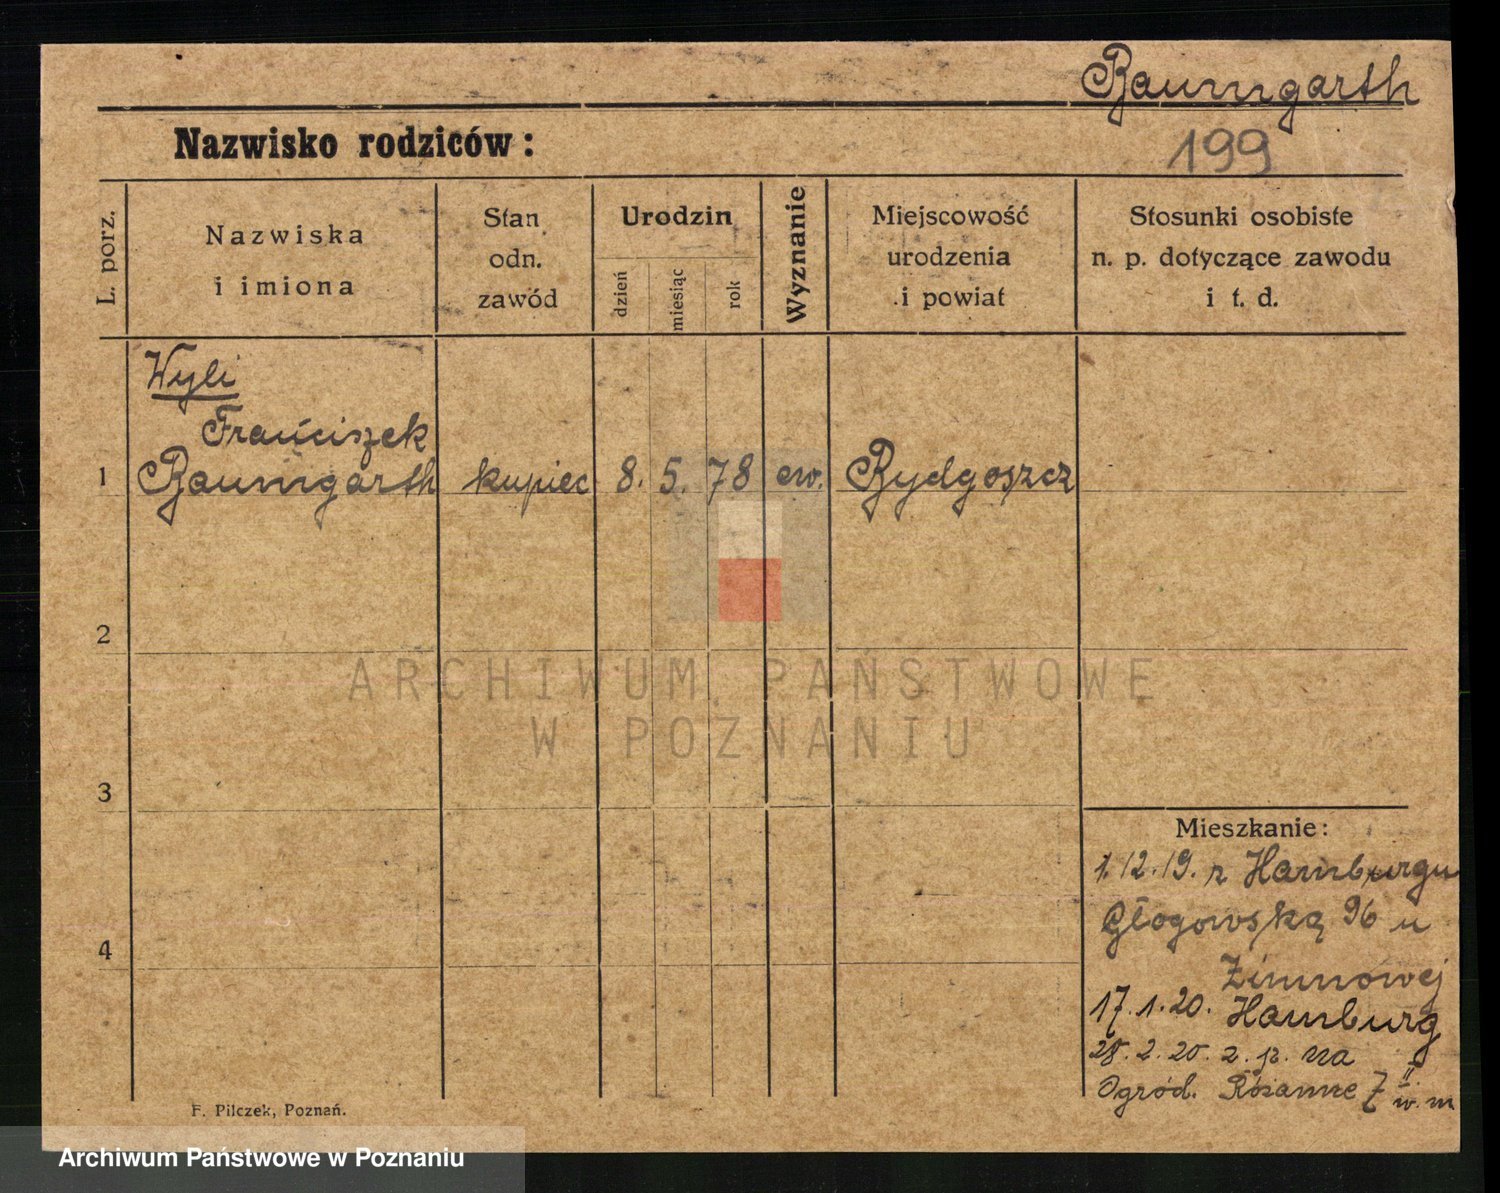 Baumgarth
Nazwisko rodziców:
199
L. porz.
Nazwiska
i imiona
Stan
odn.
zawód
Urodzin
dzień
miesiąc
rok
Wyznanie
Miejscowość
urodzenia
i powiat
Stosunki osobiste
n. p. dotyczące zawodu
i t. d.
Wyli
Franciszek
1 Baumgarth kupiec 8. 5. 78 ew. Bydgoszcz
2
3
4
ARCHIWUM PAŃSTWOWE
W POZNANIU
Mieszkanie:
1.12.19. z Hamburgu
Głogowską 96 u
Zimnowej
17.1.20. Hamburg
28.2.20. z. p. na
Ogród. Różanne 7 II w. m
F. Pilczek, Poznań.
Archiwum Państwowe w Poznaniu